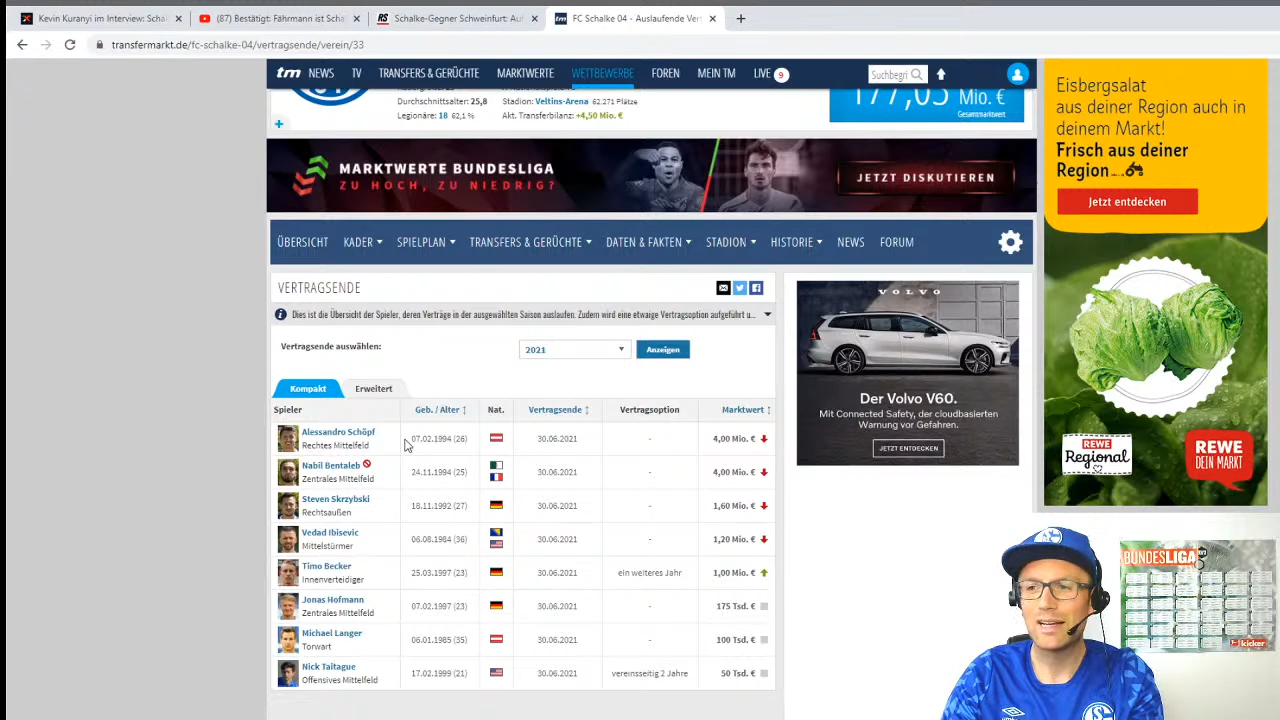 Kevin Kuranyi im Interview: Scha
(87) Bestätigt: Fährmann ist Scha
RS Schalke-Gegner Schweinfurt: Au
tm FC Schalke 04 - Auslaufende Ver
transfermarkt.de/fc-schalke-04/vertragsende/verein/33
tm NEWS TV TRANSFERS & GERÜCHTE MARKTWERTE WETTBEWERBE FOREN MEIN TM LIVE 9 Suchbegri
Durchschnittsalter: 25,8
Legionäre: 18 62,1 %
Stadion: Veltins-Arena 62.271 Plätze
Akt. Transferbilanz: +4,50 Mio. €
177,05 Mio. €
Gesamtmarktwert
MARKTWERTE BUNDESLIGA
ZU HOCH, ZU NIEDRIG?
JETZT DISKUTIEREN
ÜBERSICHT KADER SPIELPLAN TRANSFERS & GERÜCHTE DATEN & FAKTEN STADION HISTORIE NEWS FORUM
VERTRAGSENDE
Dies ist die Übersicht der Spieler, deren Verträge in der ausgewählten Saison auslaufen. Zudem wird eine etwaige Vertragsoption aufgeführt u...
Vertragsende auswählen: 2021 Anzeigen
Kompakt Erweitert
Spieler Geb. / Alter Nat. Vertragsende Vertragsoption Marktwert
Alessandro Schöpf
Rechtes Mittelfeld
07.02.1994 (26) 30.06.2021 - 4,00 Mio. €
Nabil Bentaleb
Zentrales Mittelfeld
24.11.1994 (25) 30.06.2021 - 4,00 Mio. €
Steven Skrzybski
Rechtsaußen
18.11.1992 (27) 30.06.2021 - 1,60 Mio. €
Vedad Ibisevic
Mittelstürmer
06.08.1984 (36) 30.06.2021 - 1,20 Mio. €
Timo Becker
Innenverteidiger
25.03.1997 (23) 30.06.2021 ein weiteres Jahr 1,00 Mio. €
Jonas Hofmann
Zentrales Mittelfeld
07.02.1997 (23) 30.06.2021 - 175 Tsd. €
Michael Langer
Torwart
06.01.1985 (35) 30.06.2021 - 100 Tsd. €
Nick Taitague
Offensives Mittelfeld
17.02.1999 (21) 30.06.2021 vereinsseitig 2 Jahre 50 Tsd. €
VOLVO
Der Volvo V60.
Mit Connected Safety, der cloudbasierten
Warnung vor Gefahren.
JETZT ENTDECKEN
Eisbergsalat
aus deiner Region auch in
deinem Markt!
Frisch aus deiner
Region
Jetzt entdecken
REWE
Regional
REWE
DEIN MARKT
BUNDESLIGA
kicker